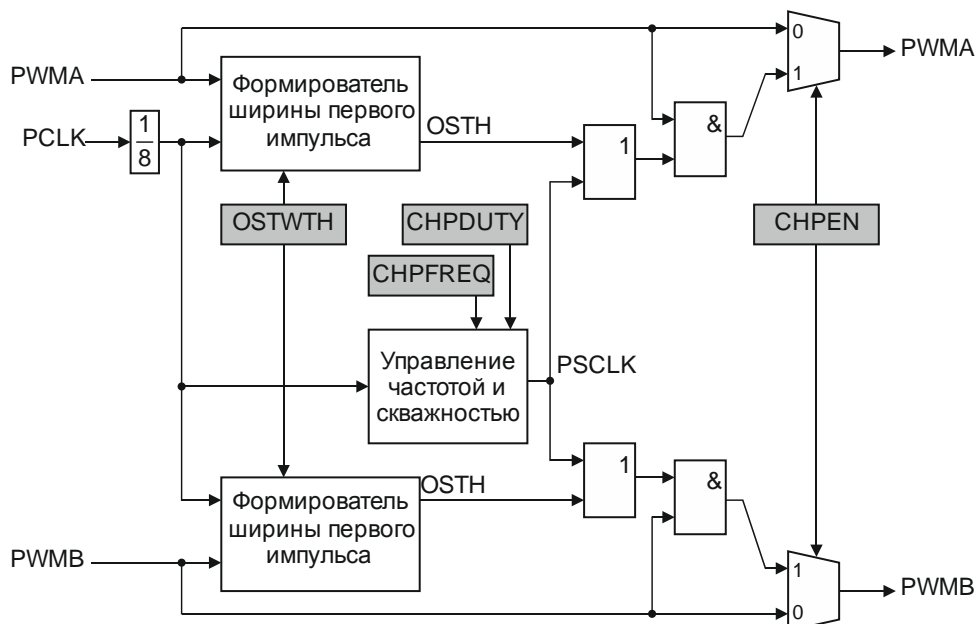 0
PWMA
PWMA
Формирователь
ширины первого
импульса
1
OSTH
&
PCLK
1
8
1
OSTWTH
CHPDUTY
CHPEN
CHPFREQ
Управление
частотой и
скважностью
PSCLK
1
OSTH
&
Формирователь
ширины первого
импульса
PWMB
1
PWMB
0